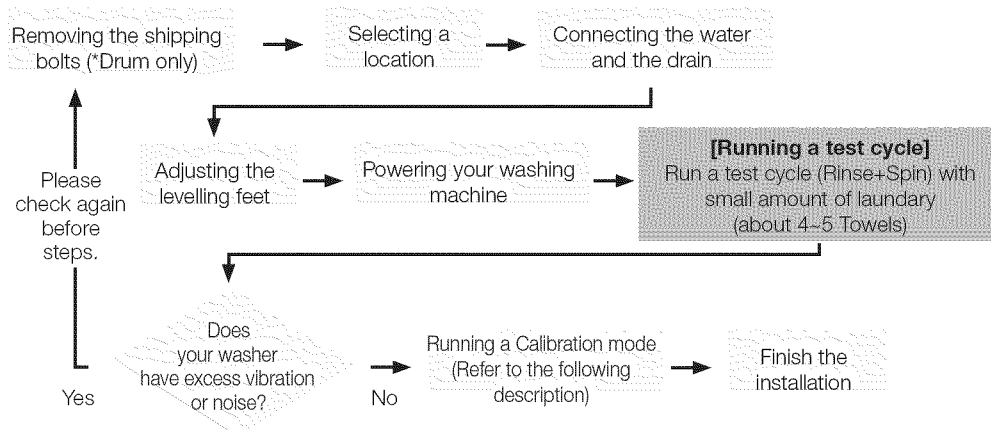 Removing the shipping
bolts (*Drum only)
Selecting a
location
Connecting the water
and the drain
Adjusting the
levelling feet
Powering your washing
machine
[Running a test cycle]
Run a test cycle (Rinse+Spin) with
small amount of laundary
(about 4~5 Towels)
Please
check again
before
steps.
Does
your washer
have excess vibration
or noise?
Yes
No
Running a Calibration mode
(Refer to the following
description)
Finish the
installation